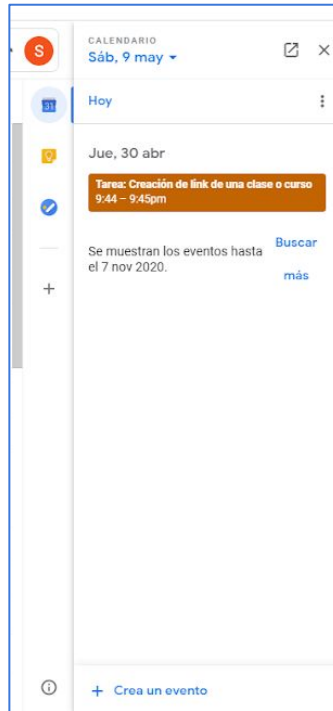 S
CALENDARIO
Sáb, 9 may
31
Hoy
Jue, 30 abr
Tarea: Creación de link de una clase o curso
9:44 – 9:45pm
Se muestran los eventos hasta
el 7 nov 2020.
Buscar
más
+ Crea un evento